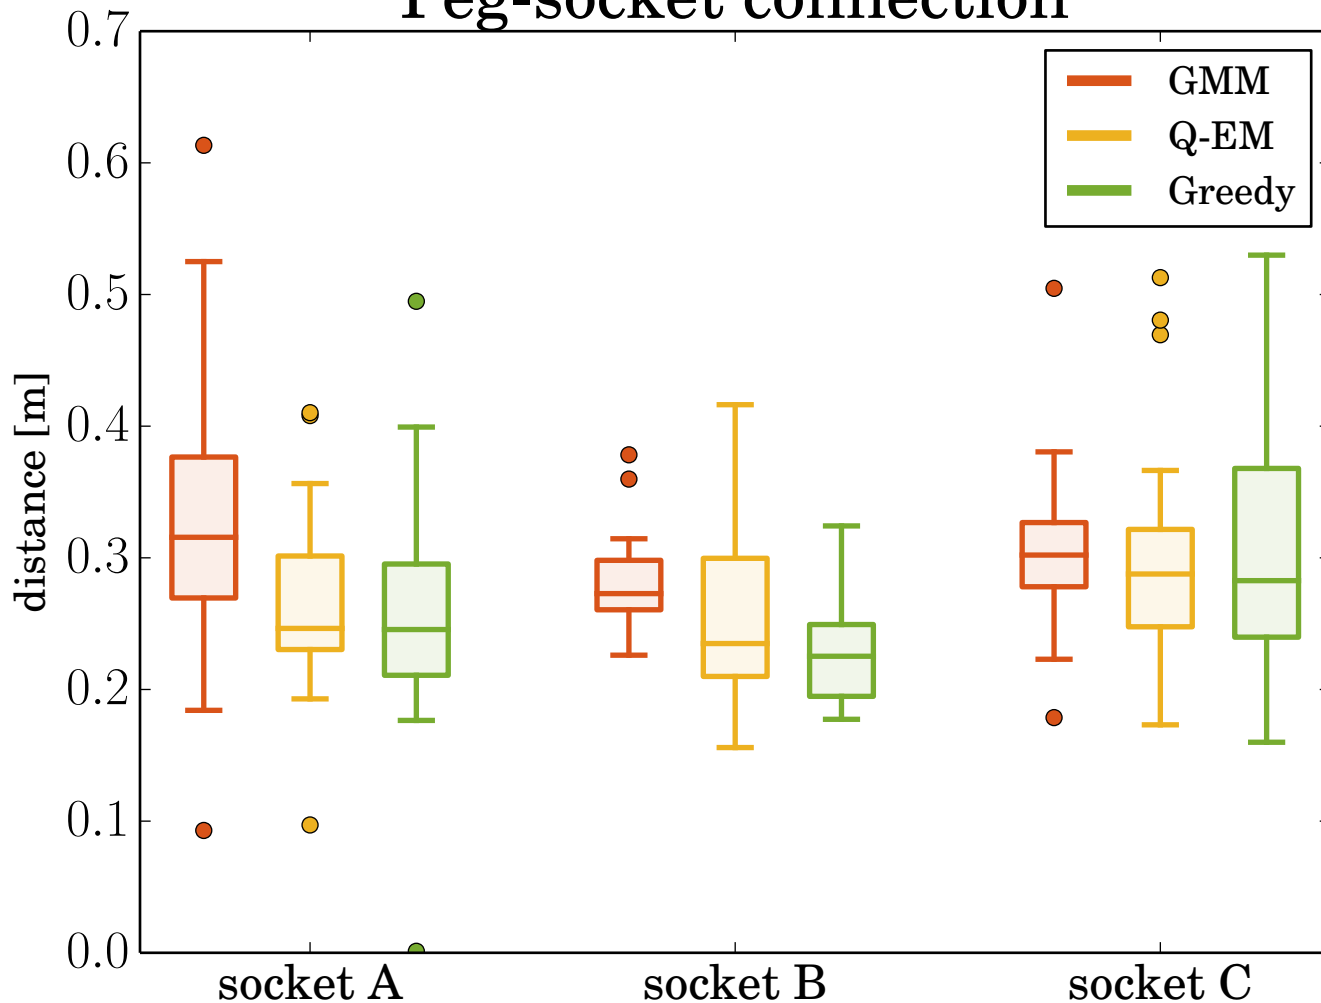 Peg-socket connection
0.7
0.6
0.5
0.4
0.3
0.2
0.1
0.0
distance [m]
GMM
Q-EM
Greedy
socket A
socket B
socket C